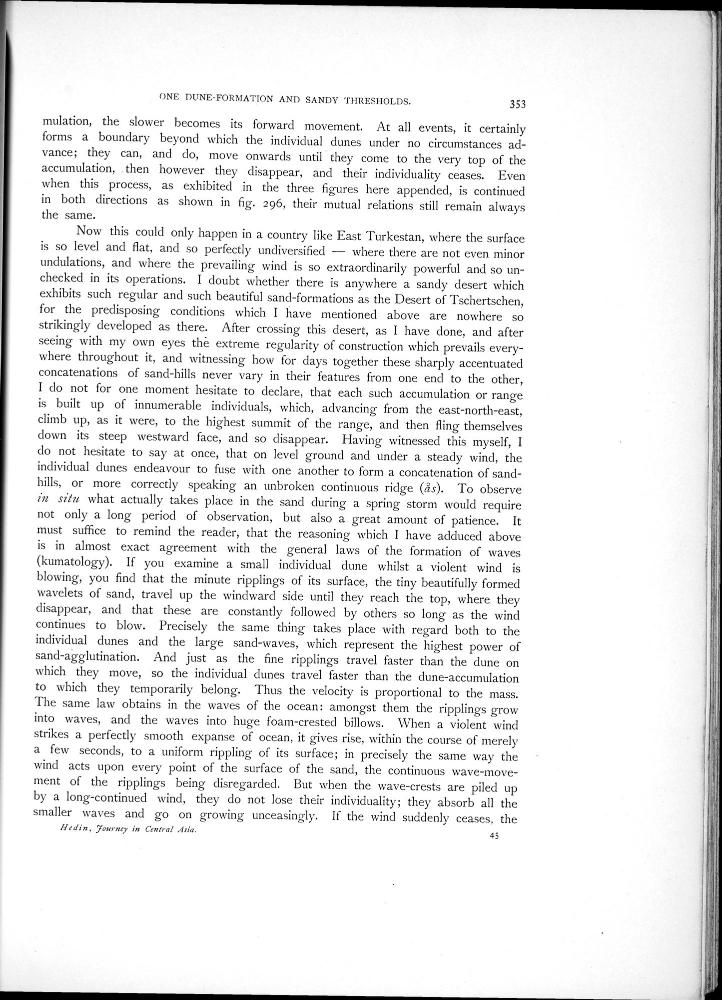 ONE DUNE-FORMATION AND SANDY THRESHOLDS.
353
mulation, the slower becomes its forward movement. At all events, it certainly
forms a boundary beyond which the individual dunes under no circumstances ad-
vance; they can, and do, move onwards until they come to the very top of the
accumulation, then however they disappear, and their individuality ceases. Even
when this process, as exhibited in the three figures here appended, is continued
in both directions as shown in fig. 296, their mutual relations still remain always
the same.
Now this could only happen in a country like East Turkestan, where the surface
is so level and flat, and so perfectly undiversified — where there are not even minor
undulations, and where the prevailing wind is so extraordinarily powerful and so un-
checked in its operations. I doubt whether there is anywhere a sandy desert which
exhibits such regular and such beautiful sand-formations as the Desert of Tschertschen,
for the predisposing conditions which I have mentioned above are nowhere so
strikingly developed as there. After crossing this desert, as I have done, and after
seeing with my own eyes the extreme regularity of construction which prevails every-
where throughout it, and witnessing how for days together these sharply accentuated
concatenations of sand-hills never vary in their features from one end to the other,
I do not for one moment hesitate to declare, that each such accumulation or range
is built up of innumerable individuals, which, advancing from the east-north-east,
climb up, as it were, to the highest summit of the range, and then fling themselves
down its steep westward face, and so disappear. Having witnessed this myself, I
do not hesitate to say at once, that on level ground and under a steady wind, the
individual dunes endeavour to fuse with one another to form a concatenation of sand-
hills, or more correctly speaking an unbroken continuous ridge (ås). To observe
in situ what actually takes place in the sand during a spring storm would require
not only a long period of observation, but also a great amount of patience. It
must suffice to remind the reader, that the reasoning which I have adduced above
is in almost exact agreement with the general laws of the formation of waves
(kumatology). If you examine a small individual dune whilst a violent wind is
blowing, you find that the minute ripplings of its surface, the tiny beautifully formed
wavelets of sand, travel up the windward side until they reach the top, where they
disappear, and that these are constantly followed by others so long as the wind
continues to blow. Precisely the same thing takes place with regard both to the
individual dunes and the large sand-waves, which represent the highest power of
sand-agglutination. And just as the fine ripplings travel faster than the dune on
which they move, so the individual dunes travel faster than the dune-accumulation
to which they temporarily belong. Thus the velocity is proportional to the mass.
The same law obtains in the waves of the ocean: amongst them the ripplings grow
into waves, and the waves into huge foam-crested billows. When a violent wind
strikes a perfectly smooth expanse of ocean, it gives rise, within the course of merely
a few seconds, to a uniform rippling of its surface; in precisely the same way the
wind acts upon every point of the surface of the sand, the continuous wave-move-
ment of the ripplings being disregarded. But when the wave-crests are piled up
by a long-continued wind, they do not lose their individuality; they absorb all the
smaller waves and go on growing unceasingly. If the wind suddenly ceases, the
Hedin, Journey in Central Asia.
45